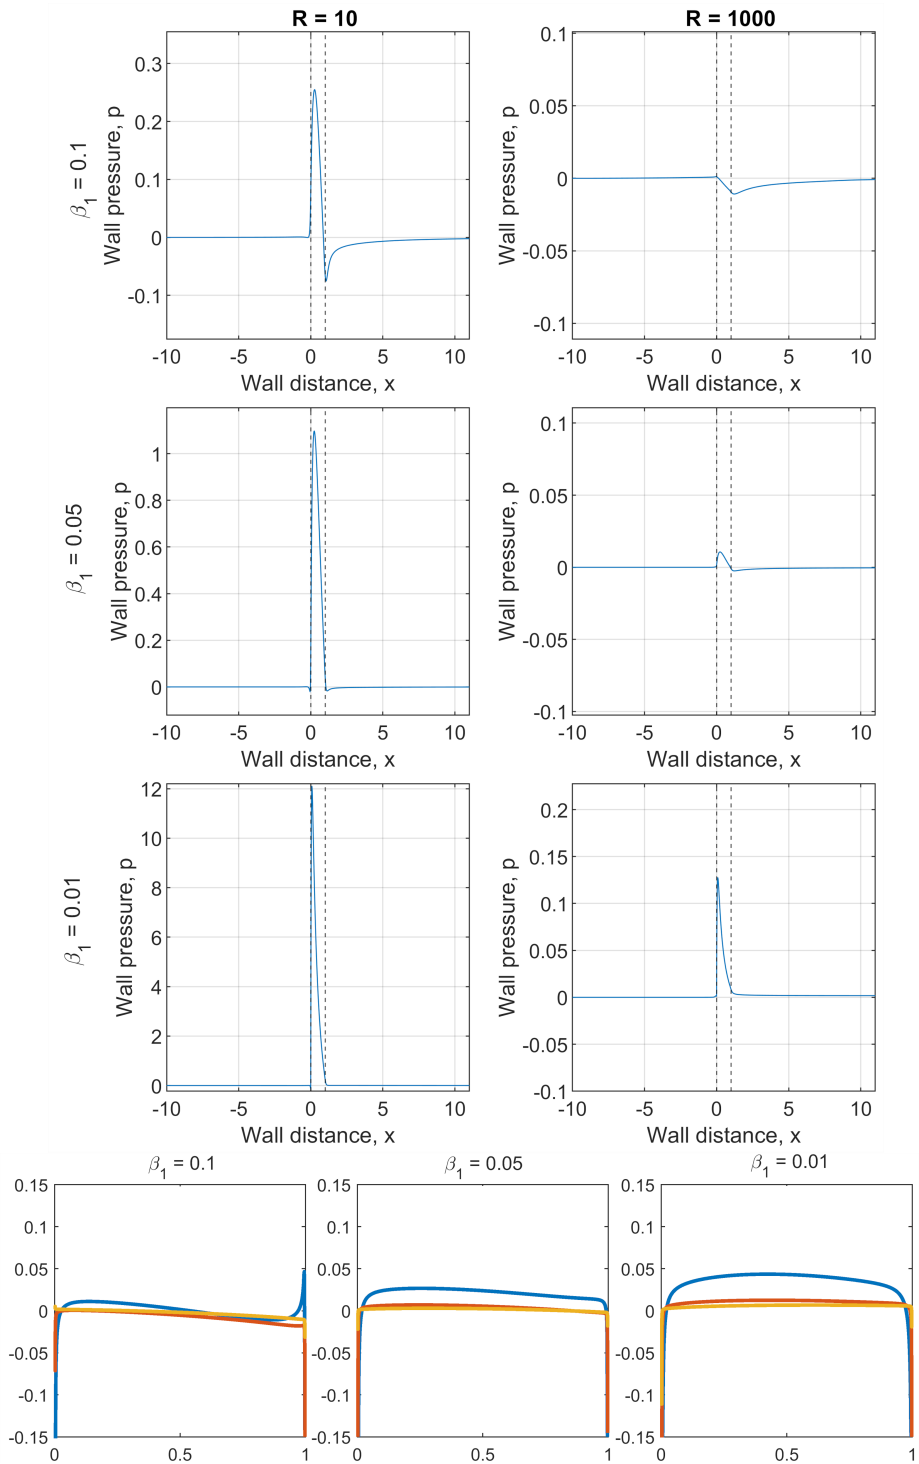 R = 10
R = 1000
β1 = 0.1
Wall pressure, p
0.3
0.2
0.1
0
-0.1
-10 -5 0 5 10
Wall distance, x
Wall pressure, p
0.1
0.05
0
-0.05
-0.1
-10 -5 0 5 10
Wall distance, x
β1 = 0.05
Wall pressure, p
1
0.8
0.6
0.4
0.2
0
-10 -5 0 5 10
Wall distance, x
Wall pressure, p
0.1
0.05
0
-0.05
-0.1
-10 -5 0 5 10
Wall distance, x
β1 = 0.01
Wall pressure, p
12
10
8
6
4
2
0
-10 -5 0 5 10
Wall distance, x
Wall pressure, p
0.2
0.15
0.1
0.05
0
-0.05
-0.1
-10 -5 0 5 10
Wall distance, x
β1 = 0.1
0.15
0.1
0.05
0
-0.05
-0.1
-0.15
0 0.5 1
β1 = 0.05
0.15
0.1
0.05
0
-0.05
-0.1
-0.15
0 0.5 1
β1 = 0.01
0.15
0.1
0.05
0
-0.05
-0.1
-0.15
0 0.5 1